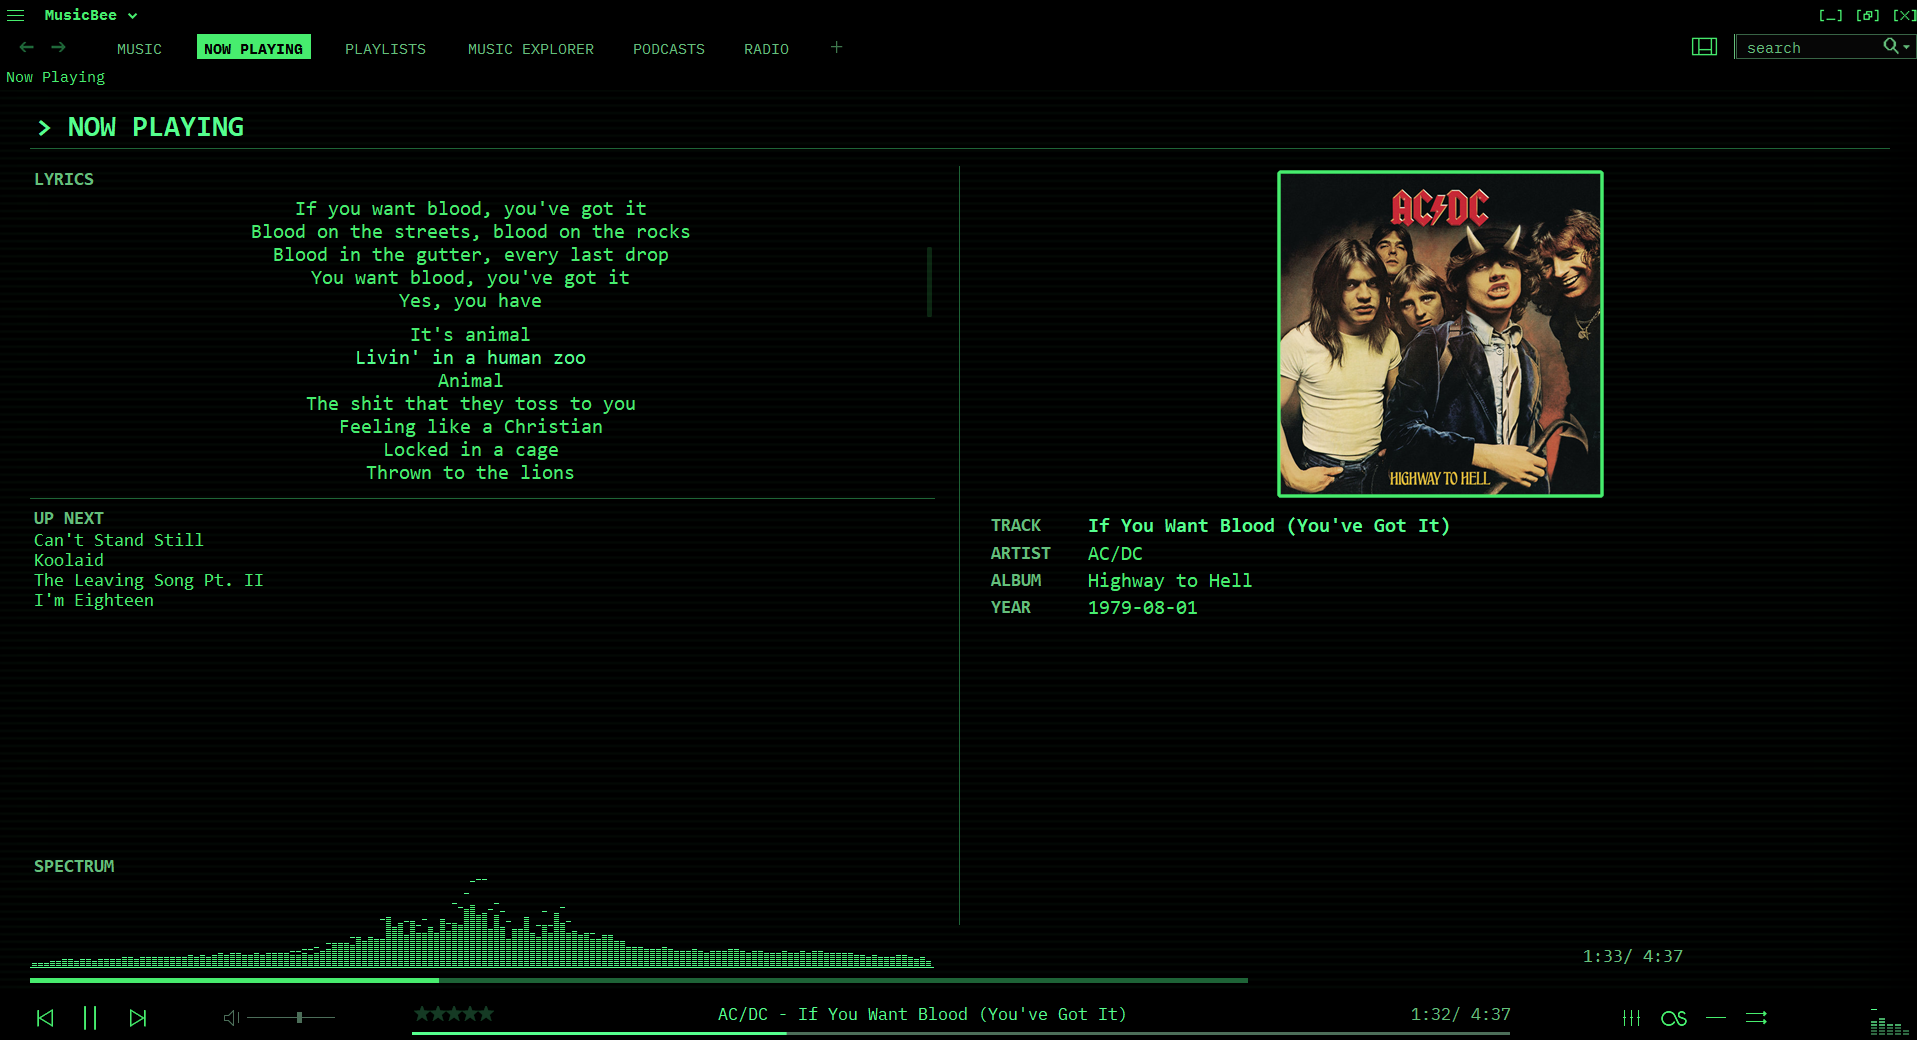 MusicBee
MUSIC
NOW PLAYING
PLAYLISTS
MUSIC EXPLORER
PODCASTS
RADIO
search
Now Playing
> NOW PLAYING
LYRICS
If you want blood, you've got it
Blood on the streets, blood on the rocks
Blood in the gutter, every last drop
You want blood, you've got it
Yes, you have
It's animal
Livin' in a human zoo
Animal
The shit that they toss to you
Feeling like a Christian
Locked in a cage
Thrown to the lions
UP NEXT
Can't Stand Still
Koolaid
The Leaving Song Pt. II
I'm Eighteen
SPECTRUM
AC/DC
HIGHWAY TO HELL
TRACK If You Want Blood (You've Got It)
ARTIST AC/DC
ALBUM Highway to Hell
YEAR 1979-08-01
1:33/ 4:37
AC/DC - If You Want Blood (You've Got It)
1:32/ 4:37